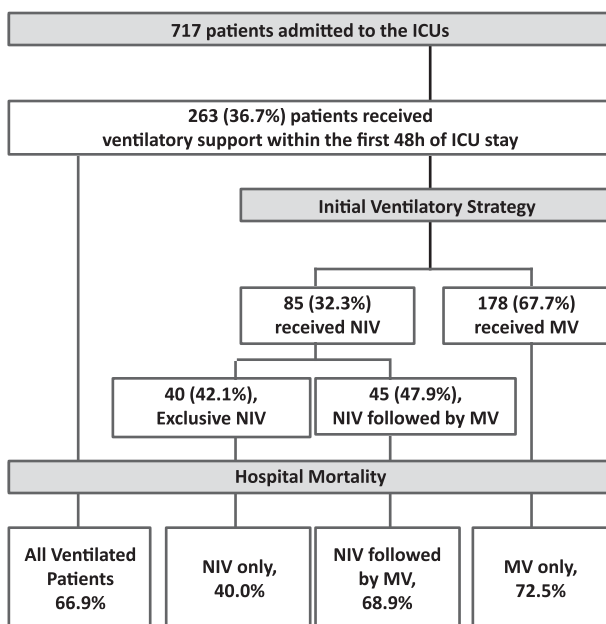 717 patients admitted to the ICUs
263 (36.7%) patients received
ventilatory support within the first 48h of ICU stay
Initial Ventilatory Strategy
85 (32.3%)
received NIV
178 (67.7%)
received MV
40 (42.1%),
Exclusive NIV
45 (47.9%),
NIV followed by MV
Hospital Mortality
All Ventilated
Patients
66.9%
NIV only,
40.0%
NIV followed
by MV,
68.9%
MV only,
72.5%